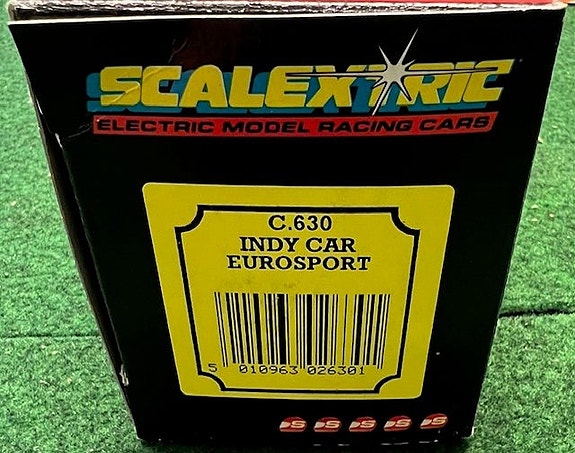 SCALEXTRIC
ELECTRIC MODEL RACING CARS
C.630
INDY CAR
EUROSPORT
5 010963 026301
S S S S S